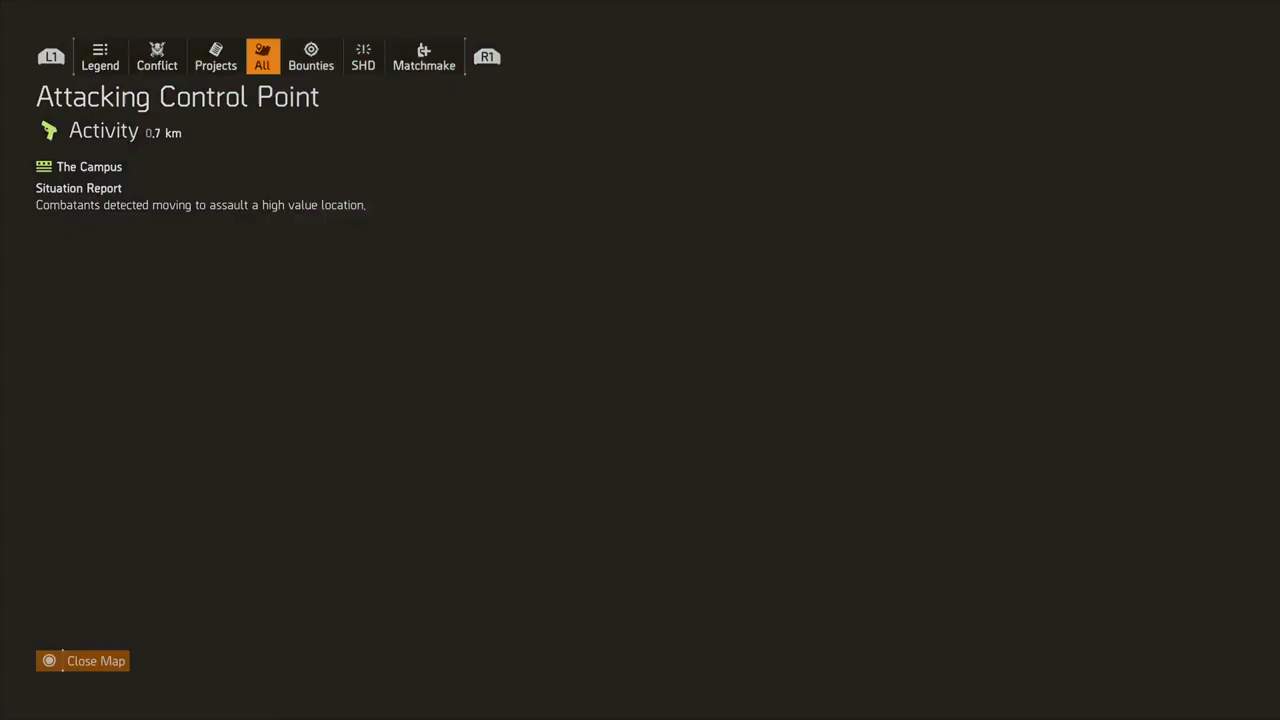 L1 Legend Conflict Projects All Bounties SHD Matchmake R1
Attacking Control Point
Activity 0.7 km
The Campus
Situation Report
Combatants detected moving to assault a high value location.
Close Map